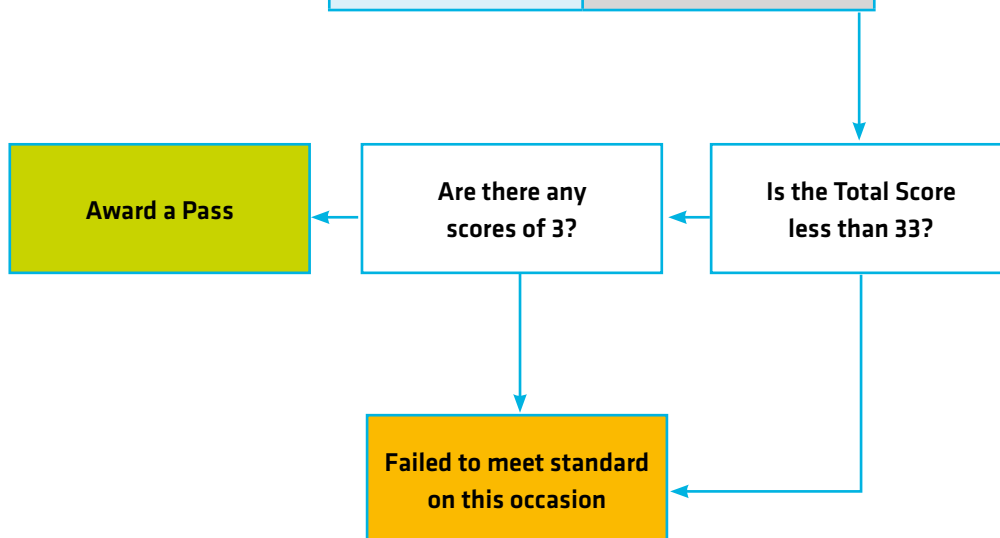 Award a Pass
Are there any
scores of 3?
Is the Total Score
less than 33?
Failed to meet standard
on this occasion